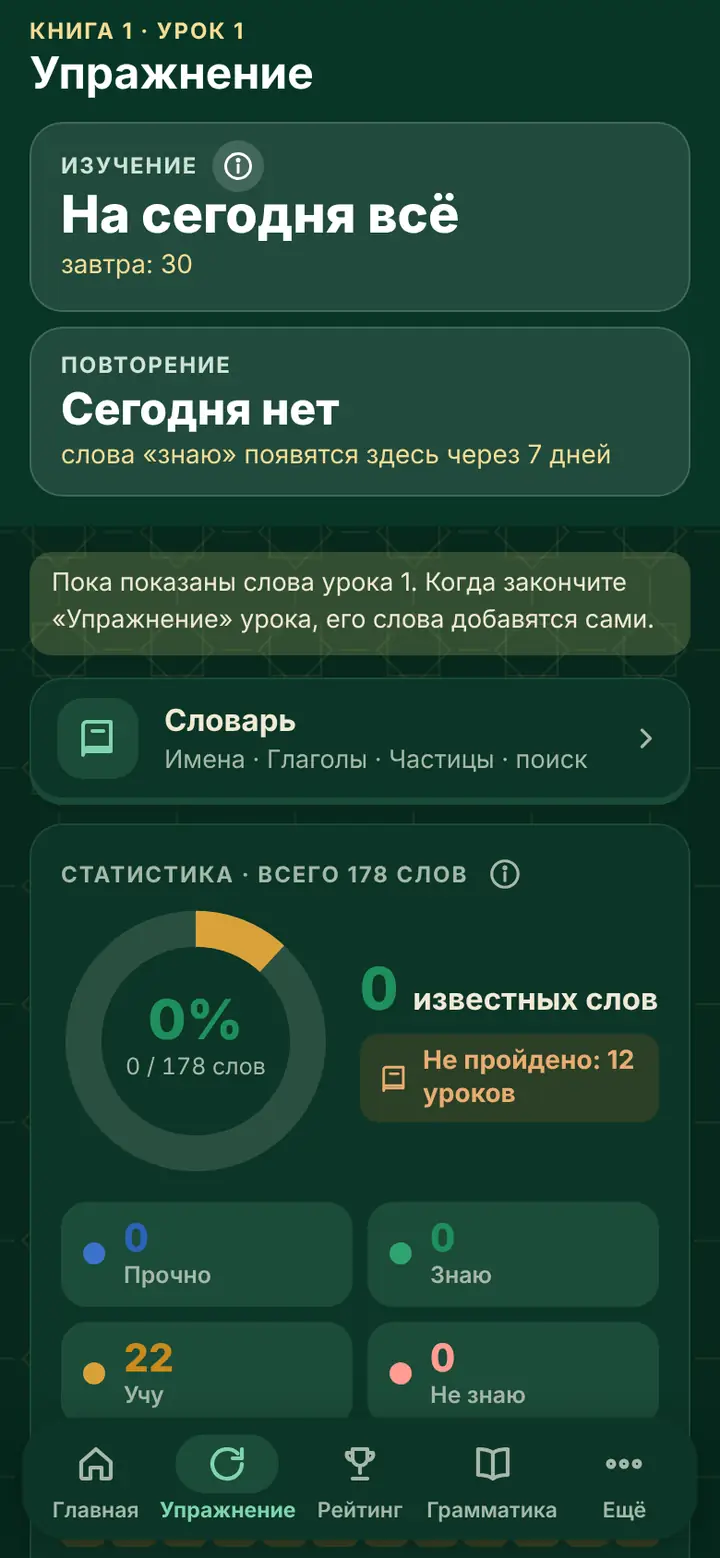 КНИГА 1 · УРОК 1
Упражнение
ИЗУЧЕНИЕ
На сегодня всё
завтра: 30
ПОВТОРЕНИЕ
Сегодня нет
слова «знаю» появятся здесь через 7 дней
Пока показаны слова урока 1. Когда закончите
«Упражнение» урока, его слова добавятся сами.
Словарь
Имена · Глаголы · Частицы · поиск
СТАТИСТИКА · ВСЕГО 178 СЛОВ
0%
0 / 178 слов
0 известных слов
Не пройдено: 12
уроков
0
Прочно
0
Знаю
22
Учу
0
Не знаю
Главная
Упражнение
Рейтинг
Грамматика
Ещё